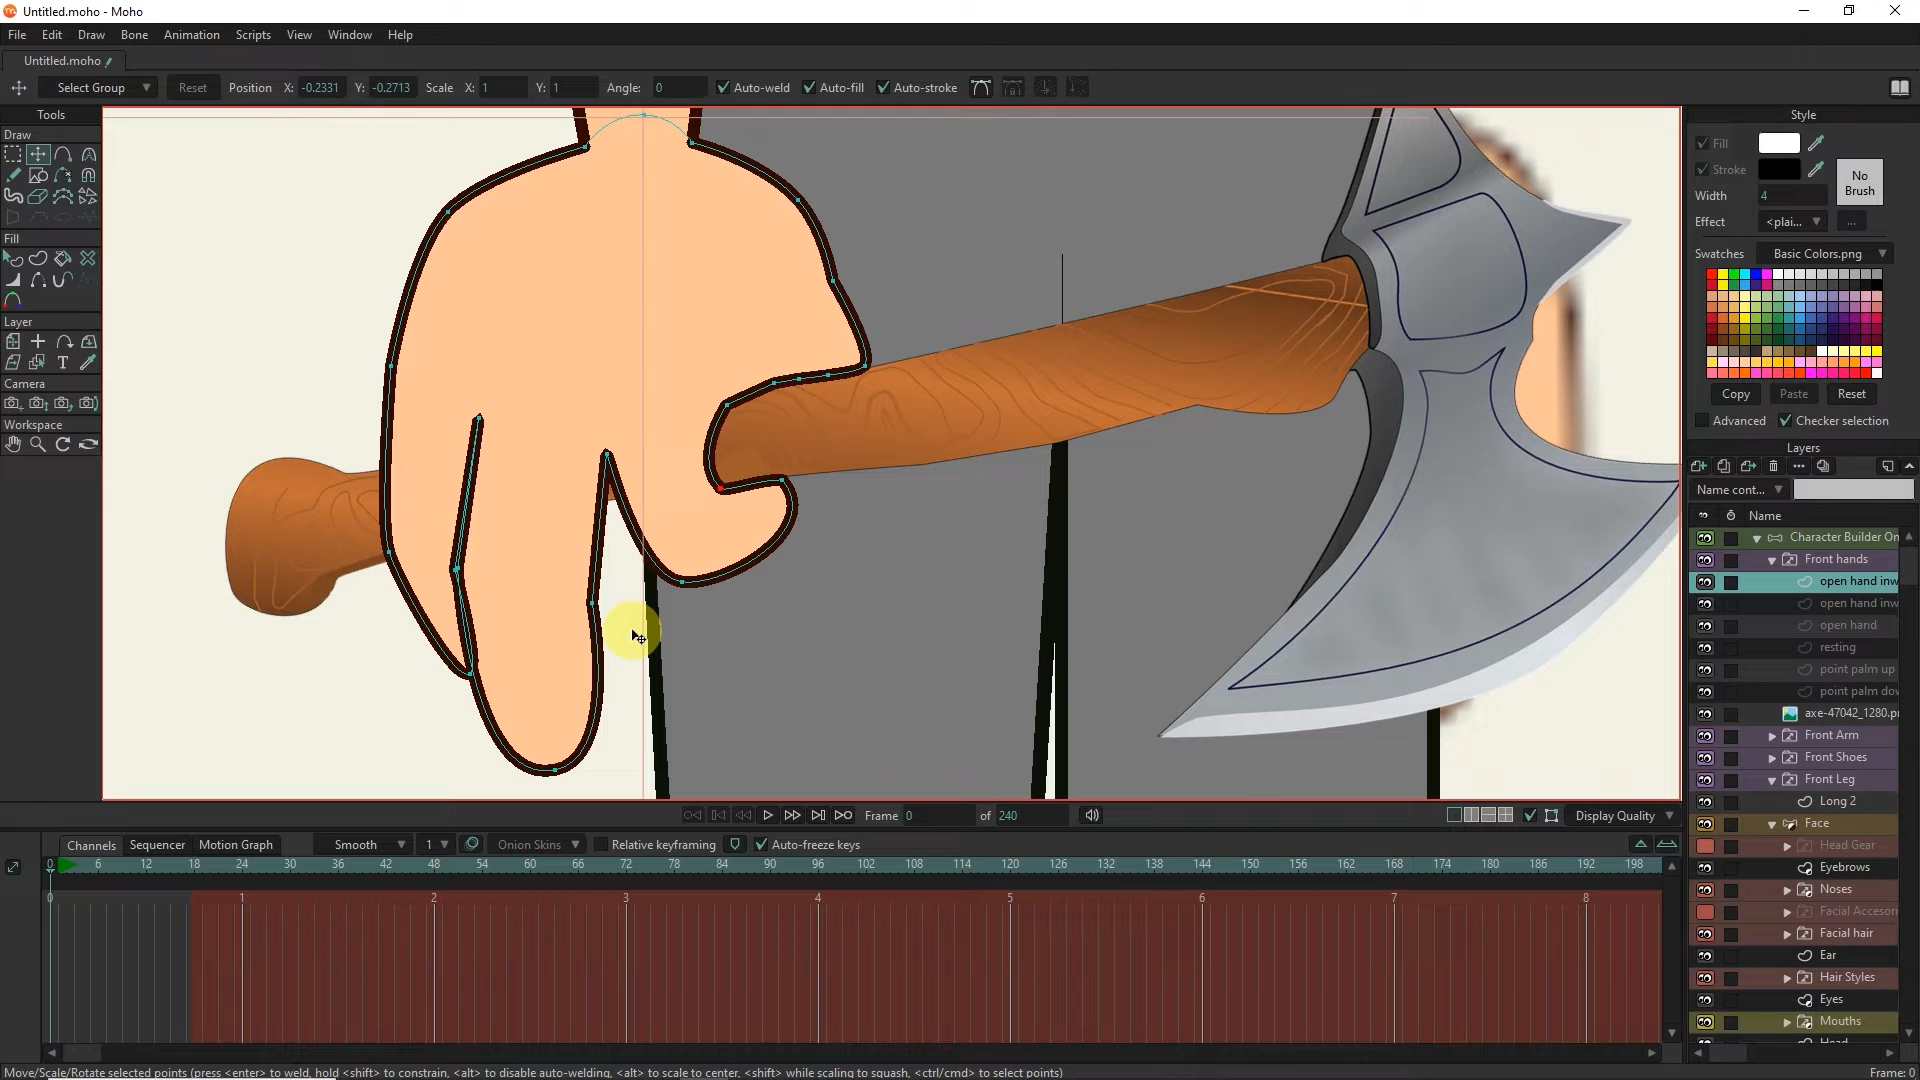 Untitled.moho - Moho
File Edit Draw Bone Animation Scripts View Window Help
Untitled.moho
Select Group Reset Position X: -0.2331 Y: -0.2713 Scale X: 1 Y: 1 Angle: 0 Auto-weld Auto-fill Auto-stroke
Tools
Draw
Fill
Layer
T
Camera
Workspace
Style
Fill
Stroke
No Brush
Width 4
Effect <plai... ...
Swatches Basic Colors.png
Copy Paste Reset
Advanced Checker selection
Layers
Name cont...
Name
Character Builder On
Front hands
open hand inw
open hand inw
open hand
resting
point palm up
point palm dov
axe-47042_1280.pr
Front Arm
Front Shoes
Front Leg
Long 2
Face
Head Gear
Eyebrows
Noses
Facial Accesori
Facial hair
Ear
Hair Styles
Eyes
Mouths
Frame 0 of 240 Display Quality
Channels Sequencer Motion Graph Smooth 1 Onion Skins Relative keyframing Auto-freeze keys
0 6 12 18 24 30 36 42 48 54 60 66 72 78 84 90 96 102 108 114 120 126 132 138 144 150 156 162 168 174 180 186 192 198
0 1 2 3 4 5 6 7 8
Move/Scale/Rotate selected points (press <enter> to weld, hold <shift> to constrain, <alt> to disable auto-welding, <alt> to scale to center, <shift> while scaling to squash, <ctrl/cmd> to select points) Frame: 0